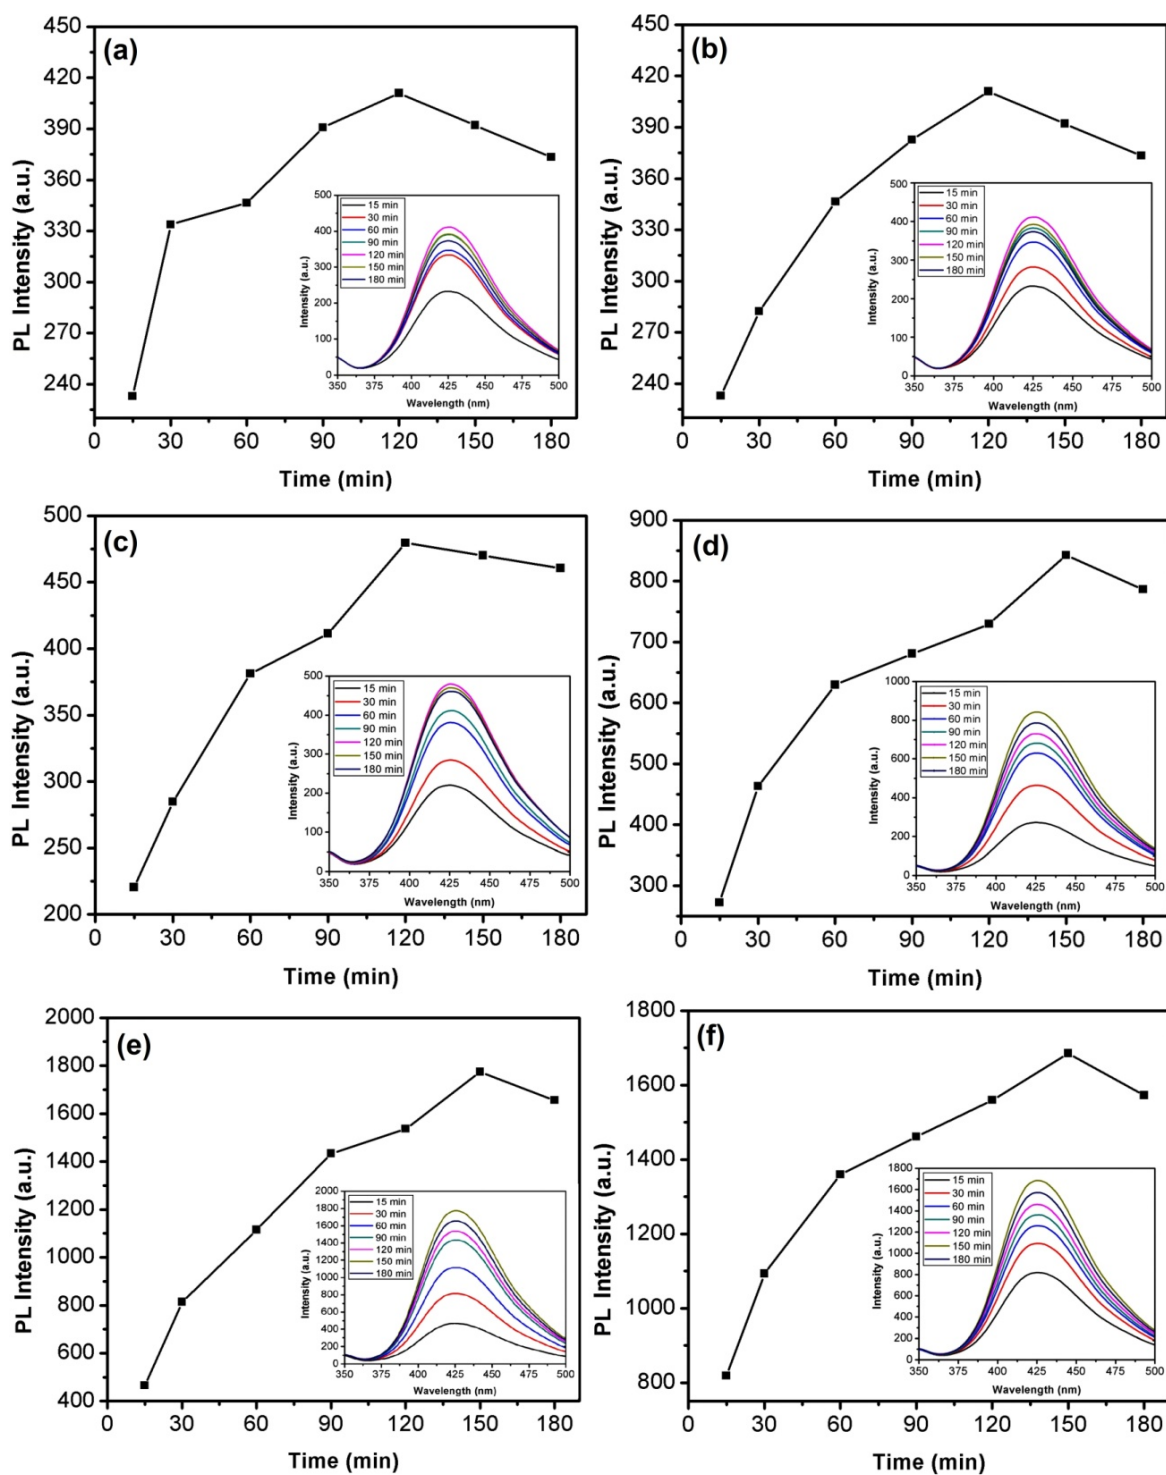 (a)
PL Intensity (a.u.)
450
420
390
360
330
300
270
240
0 30 60 90 120 150 180
Time (min)
500
400
300
200
100
0
Intensity (a.u.)
15 min
30 min
60 min
90 min
120 min
150 min
180 min
350 375 400 425 450 475 500
Wavelength (nm)
(b)
PL Intensity (a.u.)
450
420
390
360
330
300
270
240
0 30 60 90 120 150 180
Time (min)
500
400
300
200
100
0
Intensity (a.u.)
15 min
30 min
60 min
90 min
120 min
150 min
180 min
350 375 400 425 450 475 500
Wavelength (nm)
(c)
PL Intensity (a.u.)
500
450
400
350
300
250
200
0 30 60 90 120 150 180
Time (min)
500
400
300
200
100
0
Intensity (a.u.)
15 min
30 min
60 min
90 min
120 min
150 min
180 min
350 375 400 425 450 475 500
Wavelength (nm)
(d)
PL Intensity (a.u.)
900
800
700
600
500
400
300
0 30 60 90 120 150 180
Time (min)
1000
800
600
400
200
0
Intensity (a.u.)
15 min
30 min
60 min
90 min
120 min
150 min
180 min
350 375 400 425 450 475 500
Wavelength (nm)
(e)
PL Intensity (a.u.)
2000
1800
1600
1400
1200
1000
800
600
400
0 30 60 90 120 150 180
Time (min)
2000
1800
1600
1400
1200
1000
800
600
400
200
0
Intensity (a.u.)
15 min
30 min
60 min
90 min
120 min
150 min
180 min
350 375 400 425 450 475 500
Wavelength (nm)
(f)
PL Intensity (a.u.)
1800
1600
1400
1200
1000
800
0 30 60 90 120 150 180
Time (min)
1800
1600
1400
1200
1000
800
600
400
200
0
Intensity (a.u.)
15 min
30 min
60 min
90 min
120 min
150 min
180 min
350 375 400 425 450 475 500
Wavelength (nm)